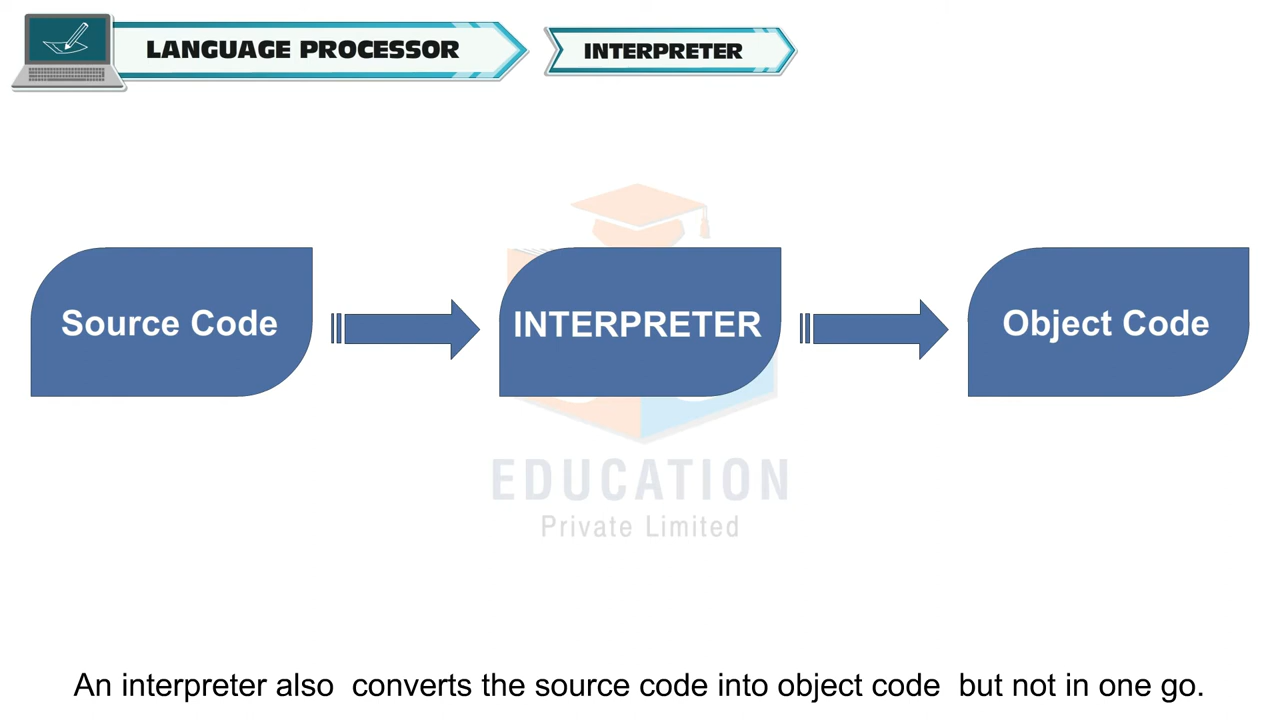 LANGUAGE PROCESSOR
INTERPRETER
Source Code
INTERPRETER
Object Code
EDUCATION
Private Limited
An interpreter also  converts the source code into object code  but not in one go.